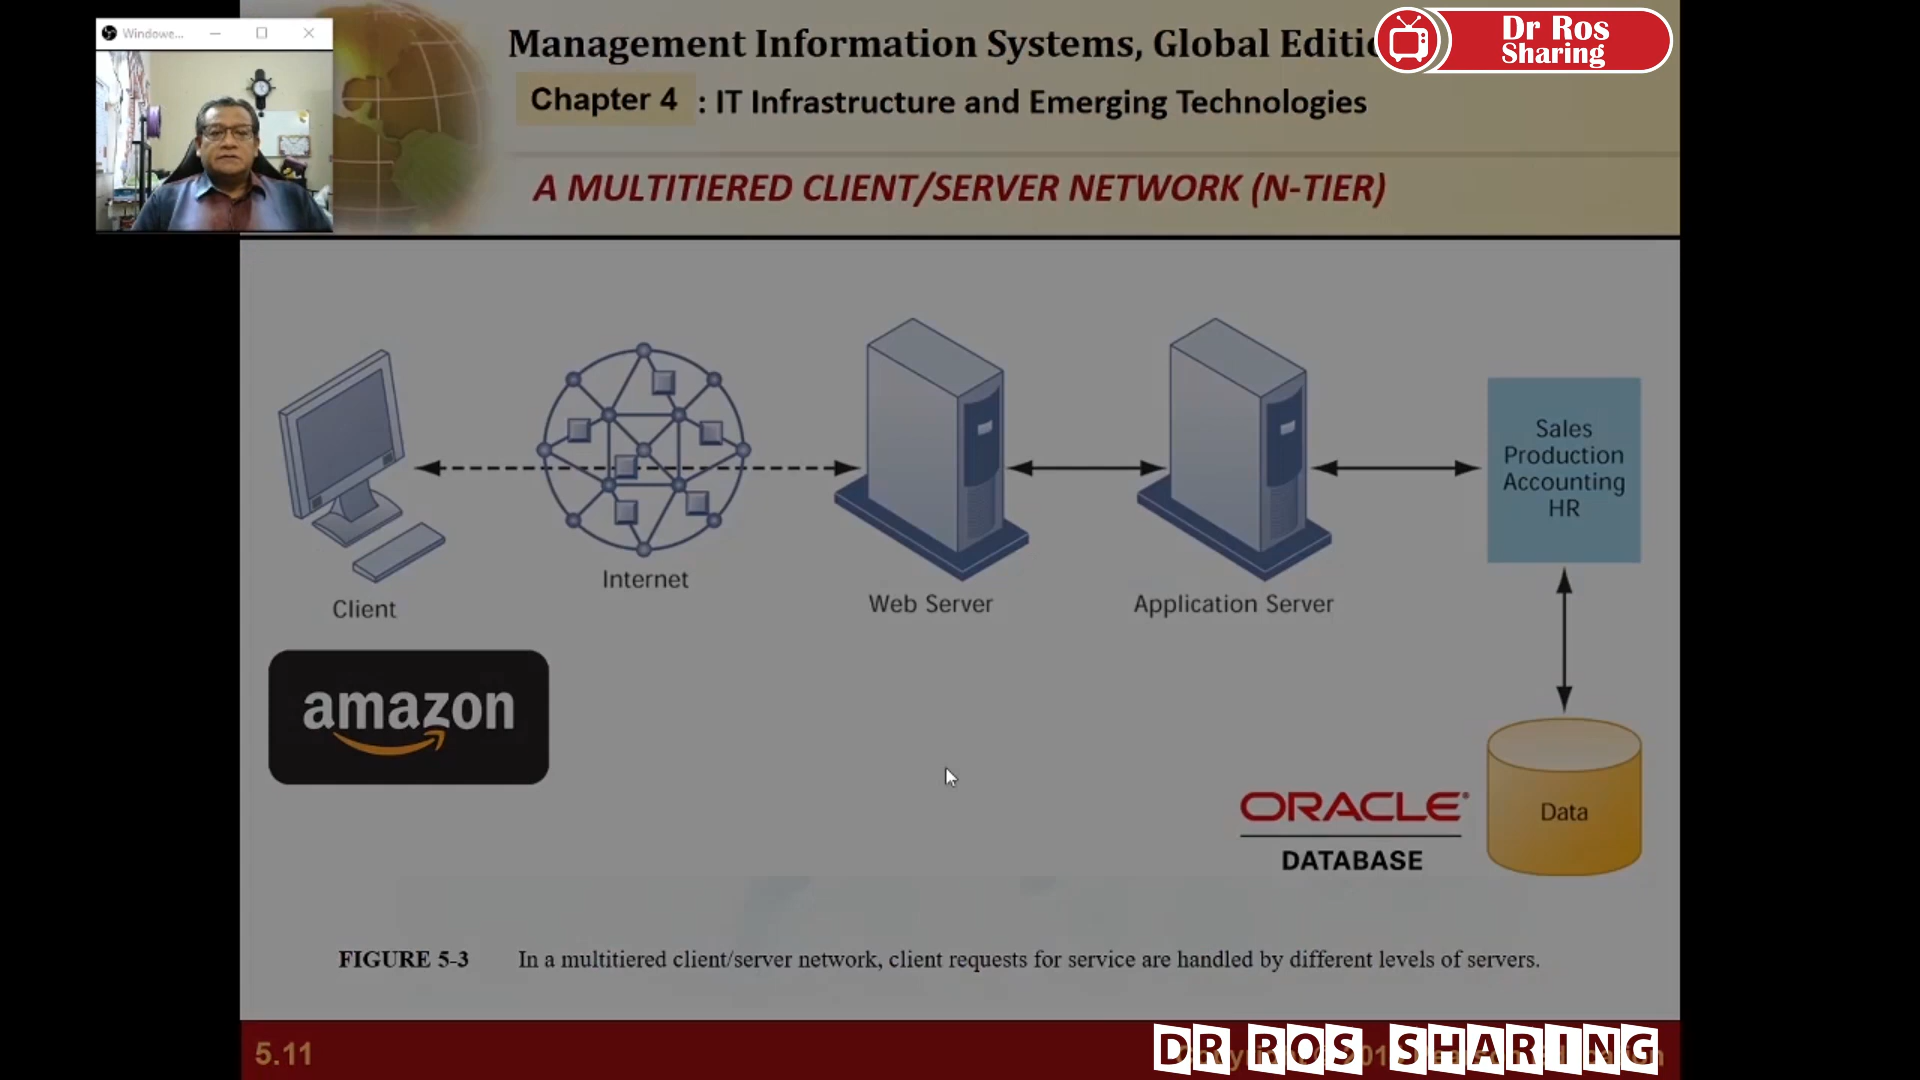 Windowe...
Management Information Systems, Global Editi
Dr Ros
Sharing
Chapter 4 : IT Infrastructure and Emerging Technologies
A MULTITIERED CLIENT/SERVER NETWORK (N-TIER)
Sales
Production
Accounting
HR
Internet
Client
Web Server
Application Server
amazon
ORACLE
DATABASE
Data
FIGURE 5-3 In a multitiered client/server network, client requests for service are handled by different levels of servers.
5.11
DR ROS SHARING